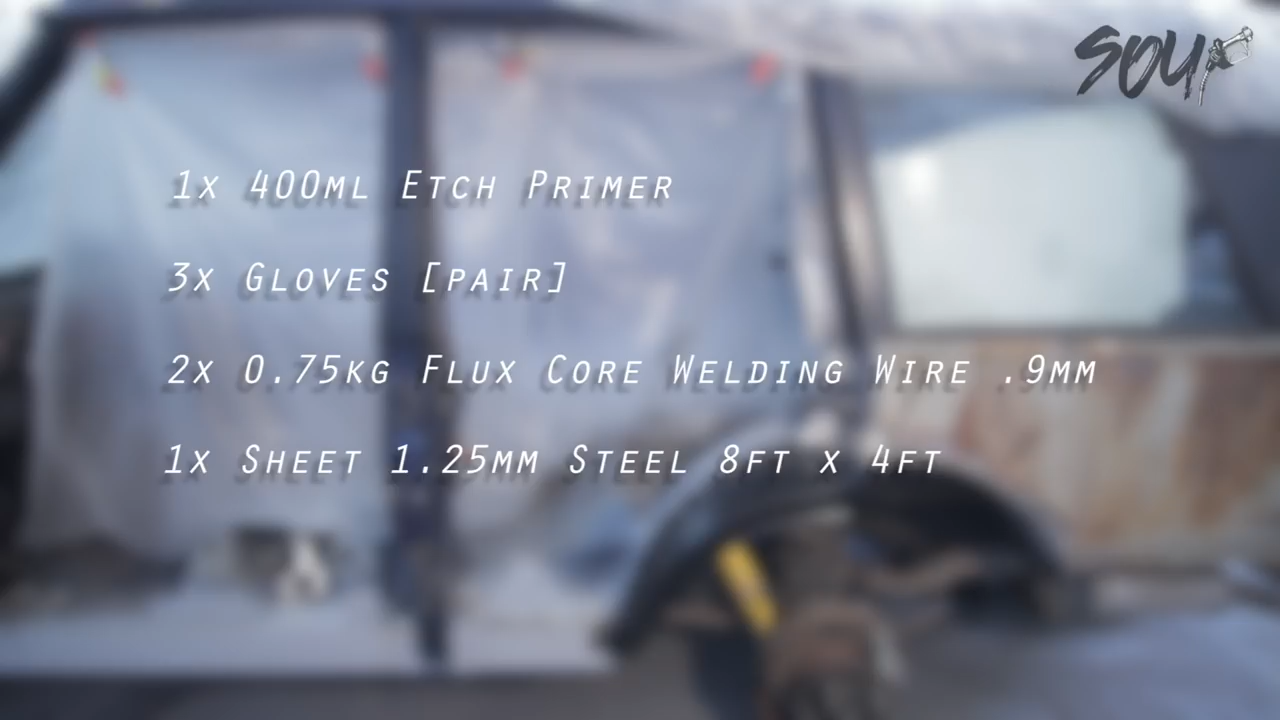 SOUP
1x 400ml Etch Primer
3x Gloves [pair]
2x 0.75kg Flux Core Welding Wire .9mm
1x Sheet 1.25mm Steel 8ft x 4ft